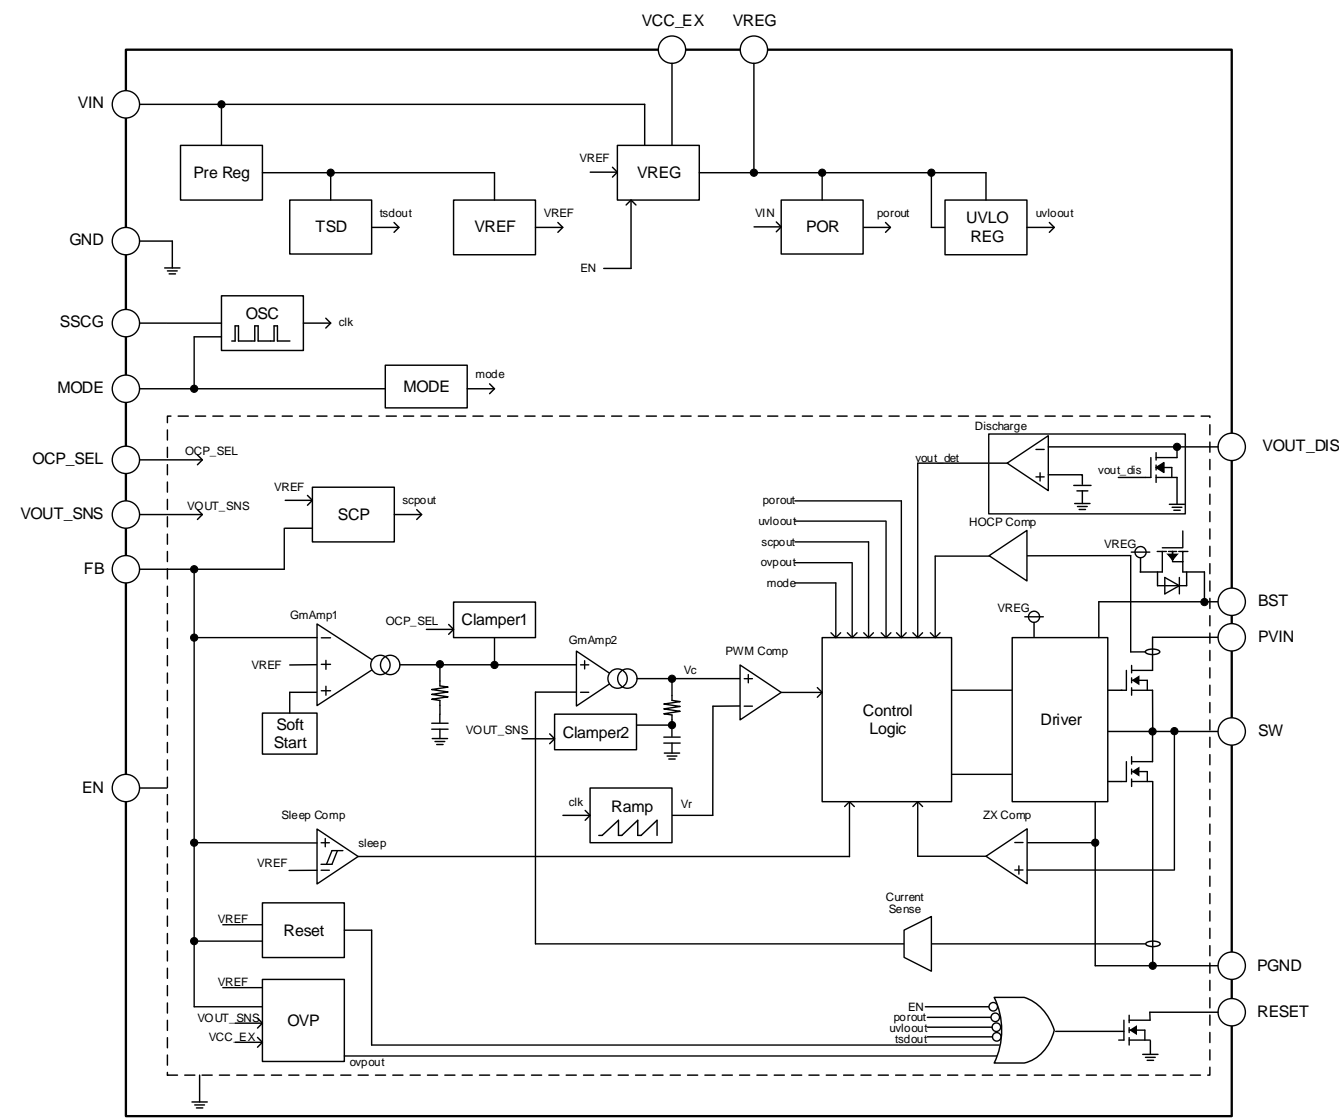 VCC_EX VREG
VIN
Pre Reg
VREF
VREG
TSD
tsdout
VREF
VREF
VIN
POR
porout
UVLO
REG
uvloout
GND
EN
SSCG
OSC
clk
MODE
MODE
mode
OCP_SEL
OCP_SEL
VOUT_SNS
VOUT_SNS
VREF
SCP
scpout
FB
Discharge
VOUT_DIS
vout_det
vout_dis
porout
uvloout
scpout
ovpout
mode
HOCP Comp
VREG
BST
PVIN
SW
GmAmp1
OCP_SEL
Clamper1
GmAmp2
VREF
Soft
Start
Vc
PWM Comp
VOUT_SNS
Clamper2
Control
Logic
VREG
Driver
EN
clk
Ramp
Vr
Sleep Comp
VREF
sleep
ZX Comp
Current
Sense
VREF
Reset
PGND
VREF
VOUT_SNS
VCC_EX
OVP
ovpout
EN
porout
uvloout
tsdout
RESET